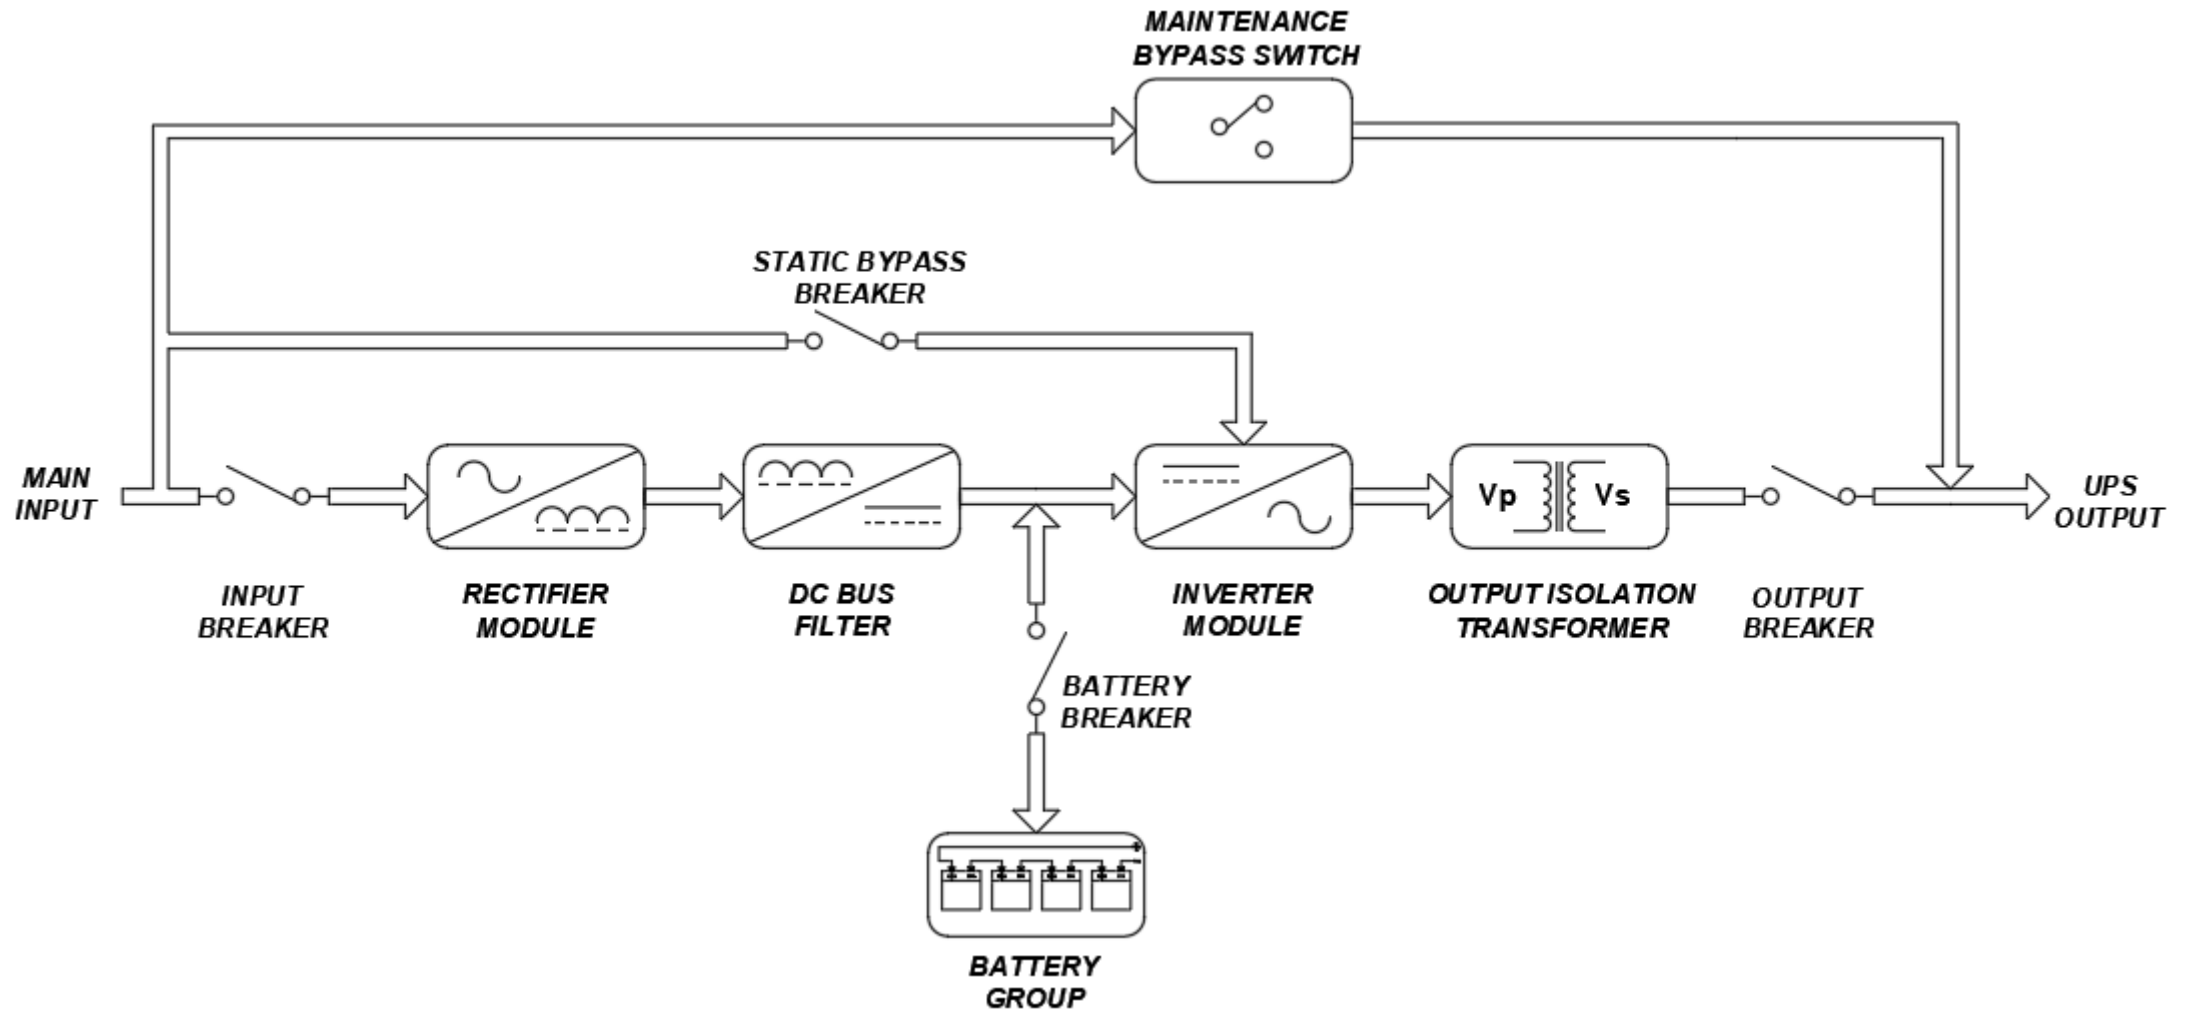 MAINTENANCE
BYPASS SWITCH
STATIC BYPASS
BREAKER
MAIN
INPUT
Vp
Vs
UPS
OUTPUT
INPUT
BREAKER
RECTIFIER
MODULE
DC BUS
FILTER
INVERTER
MODULE
OUTPUT ISOLATION
TRANSFORMER
OUTPUT
BREAKER
BATTERY
BREAKER
BATTERY
GROUP